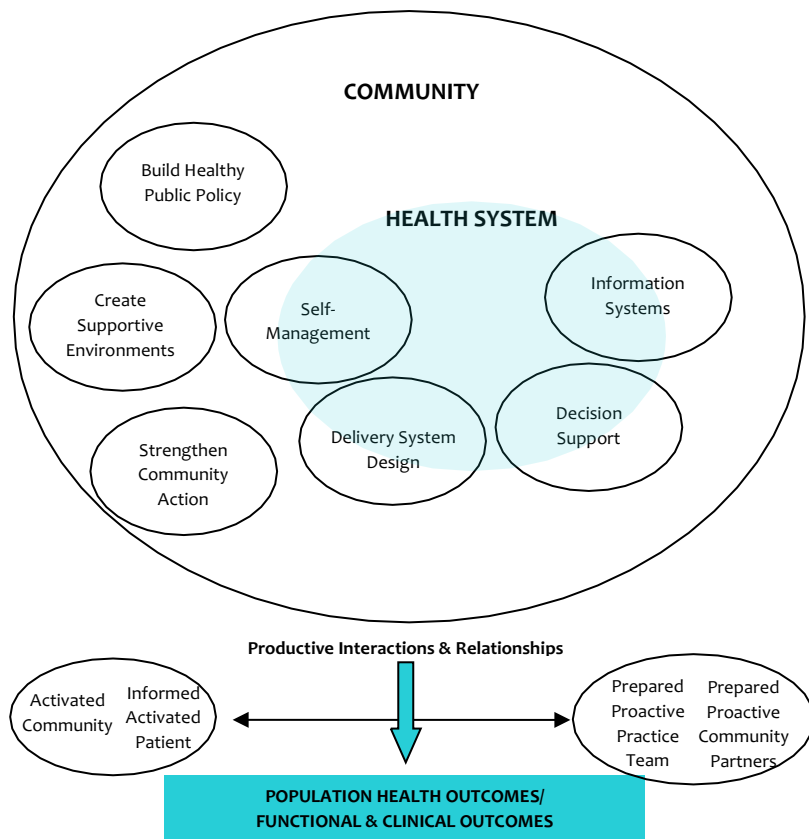 COMMUNITY
Build Healthy
Public Policy
HEALTH SYSTEM
Create
Supportive
Environments
Self-
Management
Information
Systems
Strengthen
Community
Action
Delivery System
Design
Decision
Support
Productive Interactions & Relationships
Activated
Community
Informed
Activated
Patient
Prepared
Proactive
Practice
Team
Prepared
Proactive
Community
Partners
POPULATION HEALTH OUTCOMES/
FUNCTIONAL & CLINICAL OUTCOMES